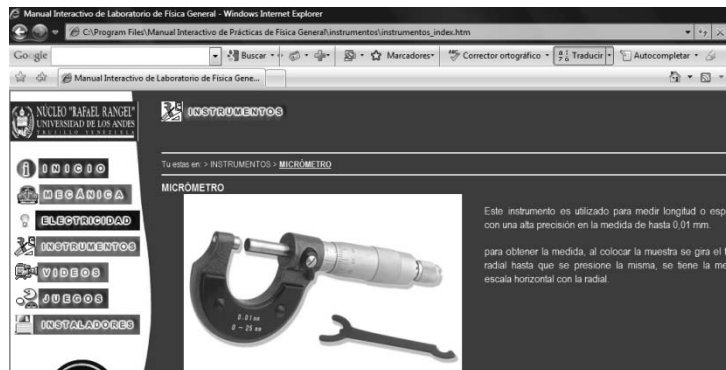 Manual Interactivo de Laboratorio de Física General - Windows Internet Explorer
C:\Program Files\Manual Interactivo de Prácticas de Física General\instrumentos\instrumentos_index.htm
Google
Buscar
Marcadores
Corrector ortográfico
Traducir
Autocompletar
Manual Interactivo de Laboratorio de Física Gene...
NÚCLEO "RAFAEL RANGEL"
UNIVERSIDAD DE LOS ANDES
TRUJILLO VENEZUELA
INSTRUMENTOS
INICIO
MECÁNICA
ELECTRICIDAD
INSTRUMENTOS
VIDEOS
JUEGOS
INSTALADORES
Tu estas en: > INSTRUMENTOS > MICRÓMETRO
MICRÓMETRO
Este instrumento es utilizado para medir longitud o esp
con una alta precisión en la medida de hasta 0,01 mm.
para obtener la medida, al colocar la muestra se gira el t
radial hasta que se presione la misma, se tiene la me
escala horizontal con la radial.
0.01mm
0 - 25 mm